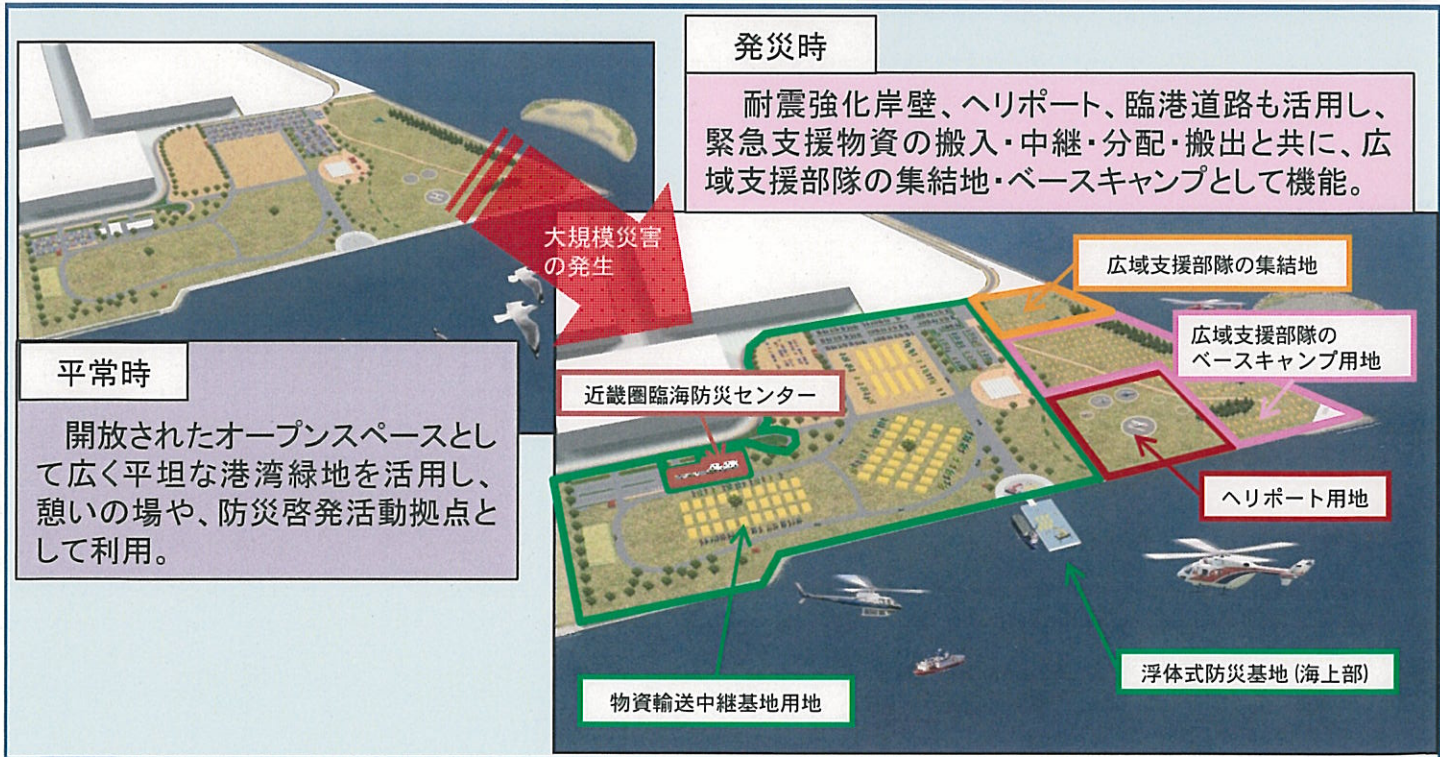 発災時
耐震強化岸壁、ヘリポート、臨港道路も活用し、
緊急支援物資の搬入・中継・分配・搬出と共に、広
域支援部隊の集結地・ベースキャンプとして機能。
大規模災害
の発生
平常時
開放されたオープンスペースとし
て広く平坦な港湾緑地を活用し、
憩いの場や、防災啓発活動拠点と
して利用。
広域支援部隊の集結地
広域支援部隊の
ベースキャンプ用地
近畿圏臨海防災センター
ヘリポート用地
浮体式防災基地(海上部)
物資輸送中継基地用地